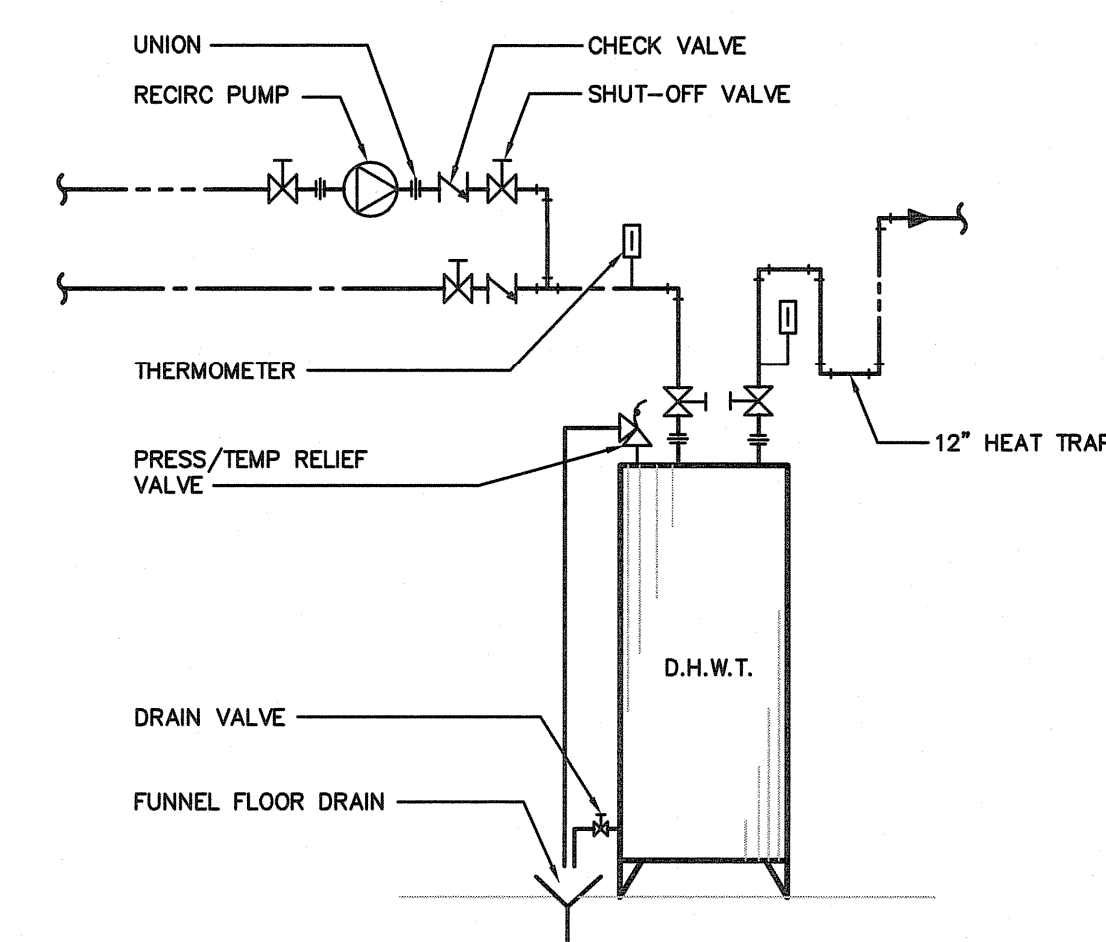 UNION
CHECK VALVE
RECIRC PUMP
SHUT-OFF VALVE
THERMOMETER
12" HEAT TRAP
PRESS/TEMP RELIEF
VALVE
D.H.W.T.
DRAIN VALVE
FUNNEL FLOOR DRAIN